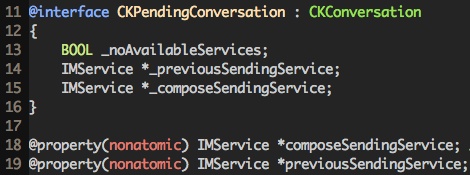 11 @interface CKPendingConversation : CKConversation
12 {
13     BOOL _noAvailableServices;
14     IMService *_previousSendingService;
15     IMService *_composeSendingService;
16 }
17
18 @property(nonatomic) IMService *composeSendingService;
19 @property(nonatomic) IMService *previousSendingService;